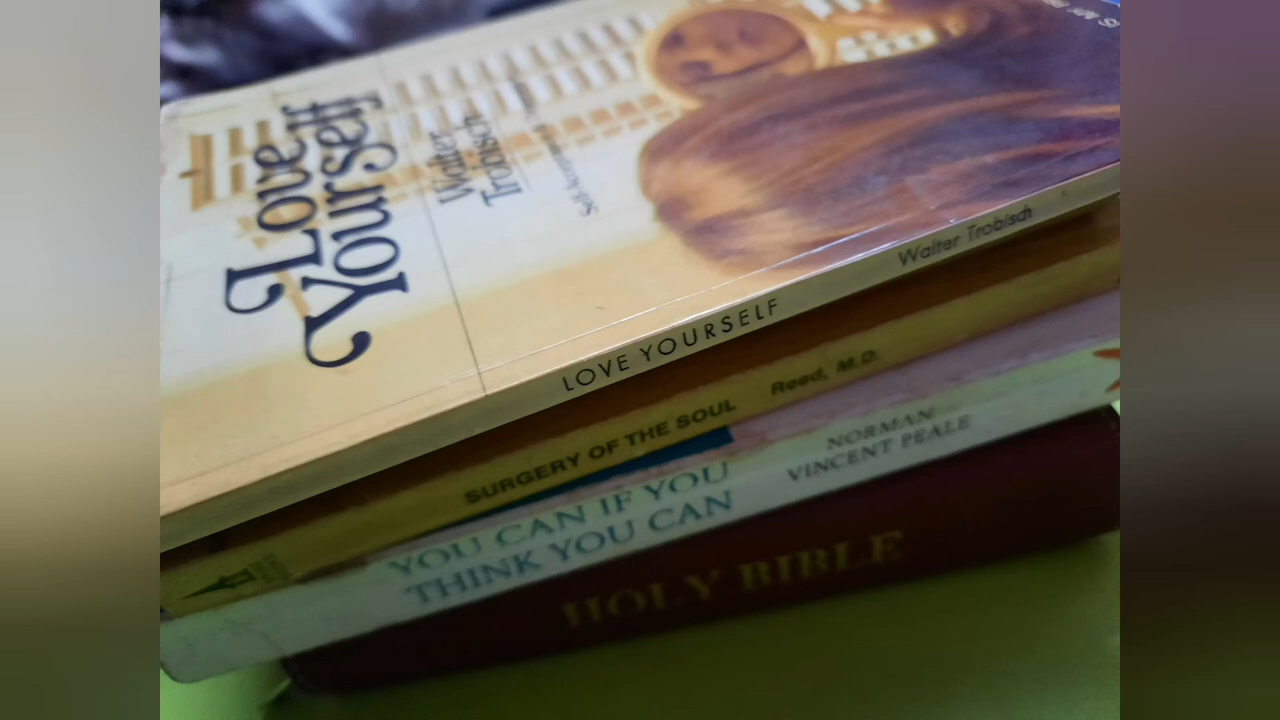 Love
Yourself
Walter
Trobisch
LOVE YOURSELF Walter Trobisch
SURGERY OF THE SOUL Reed, M.D.
YOU CAN IF YOU
THINK YOU CAN
NORMAN
VINCENT PEALE
HOLY BIBLE